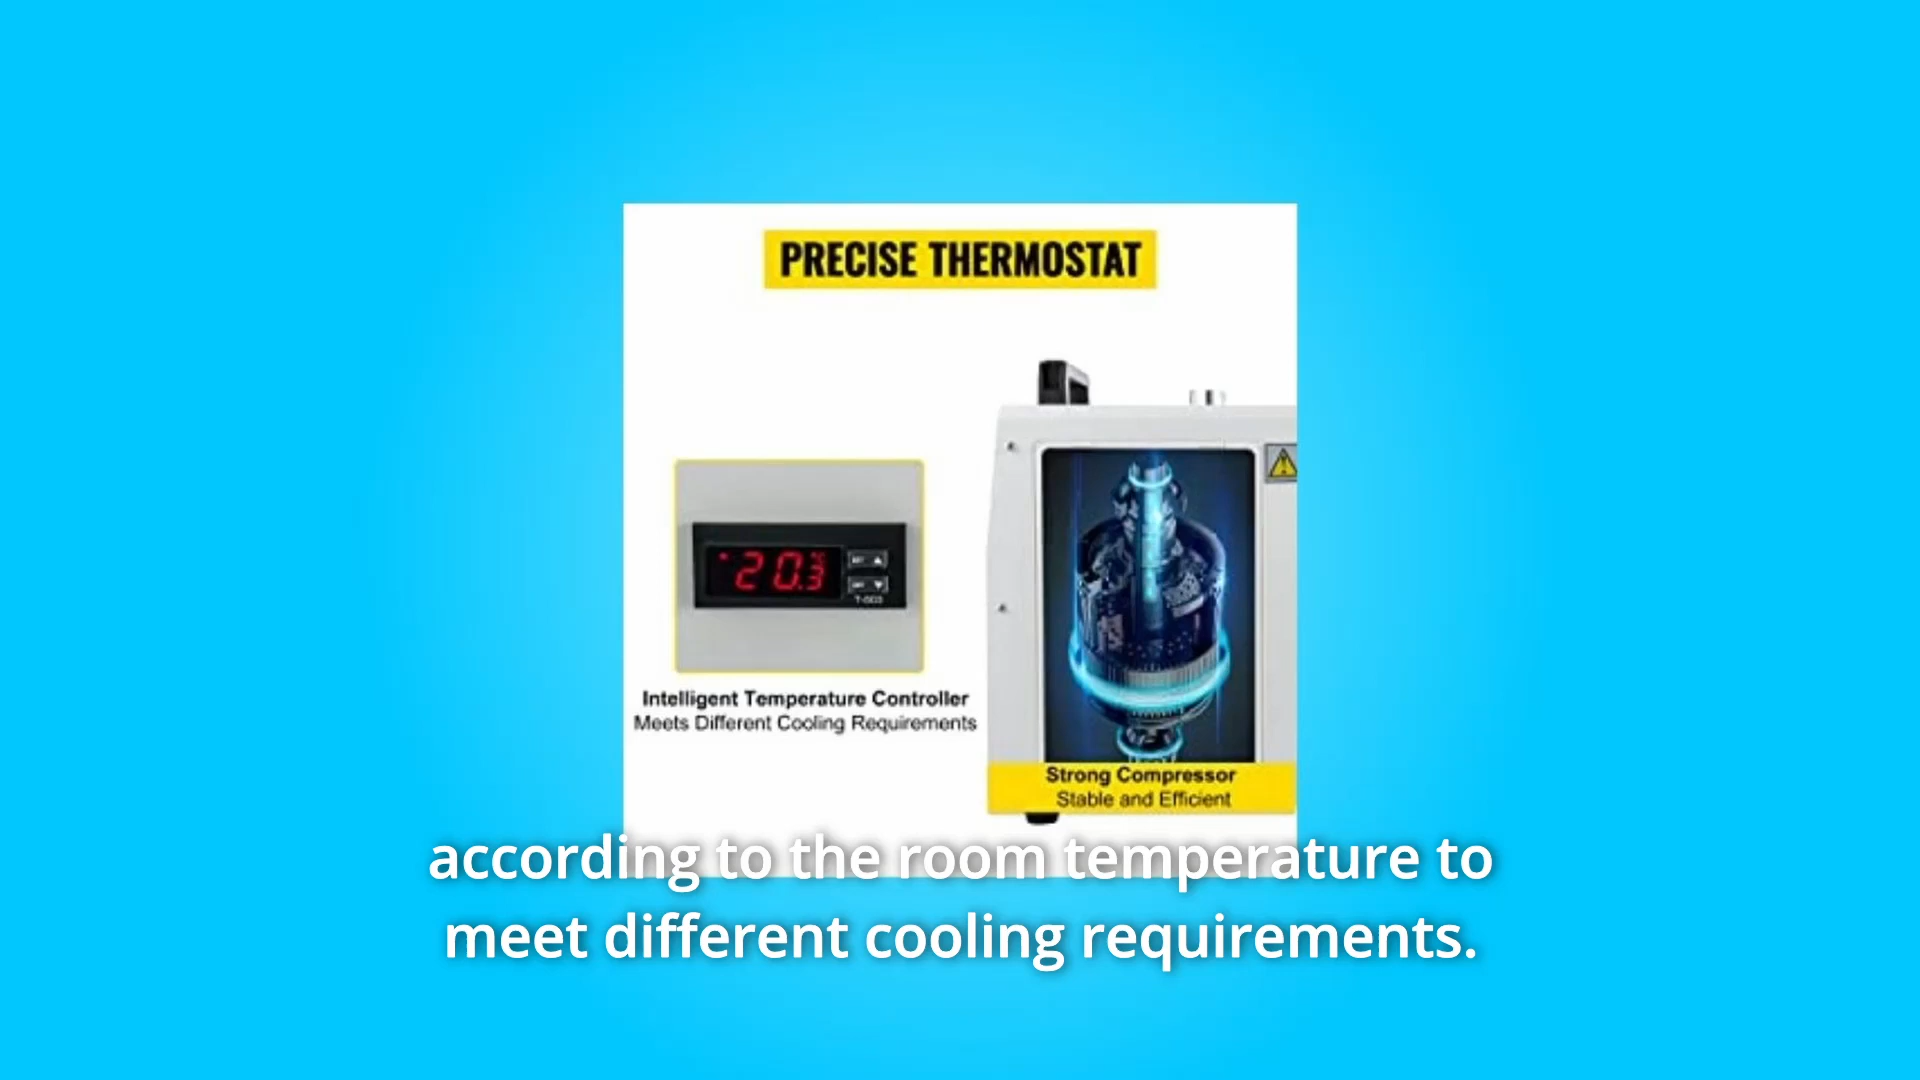 PRECISE THERMOSTAT
20.3
Intelligent Temperature Controller
Meets Different Cooling Requirements
Strong Compressor
Stable and Efficient
according to the room temperature to
meet different cooling requirements.